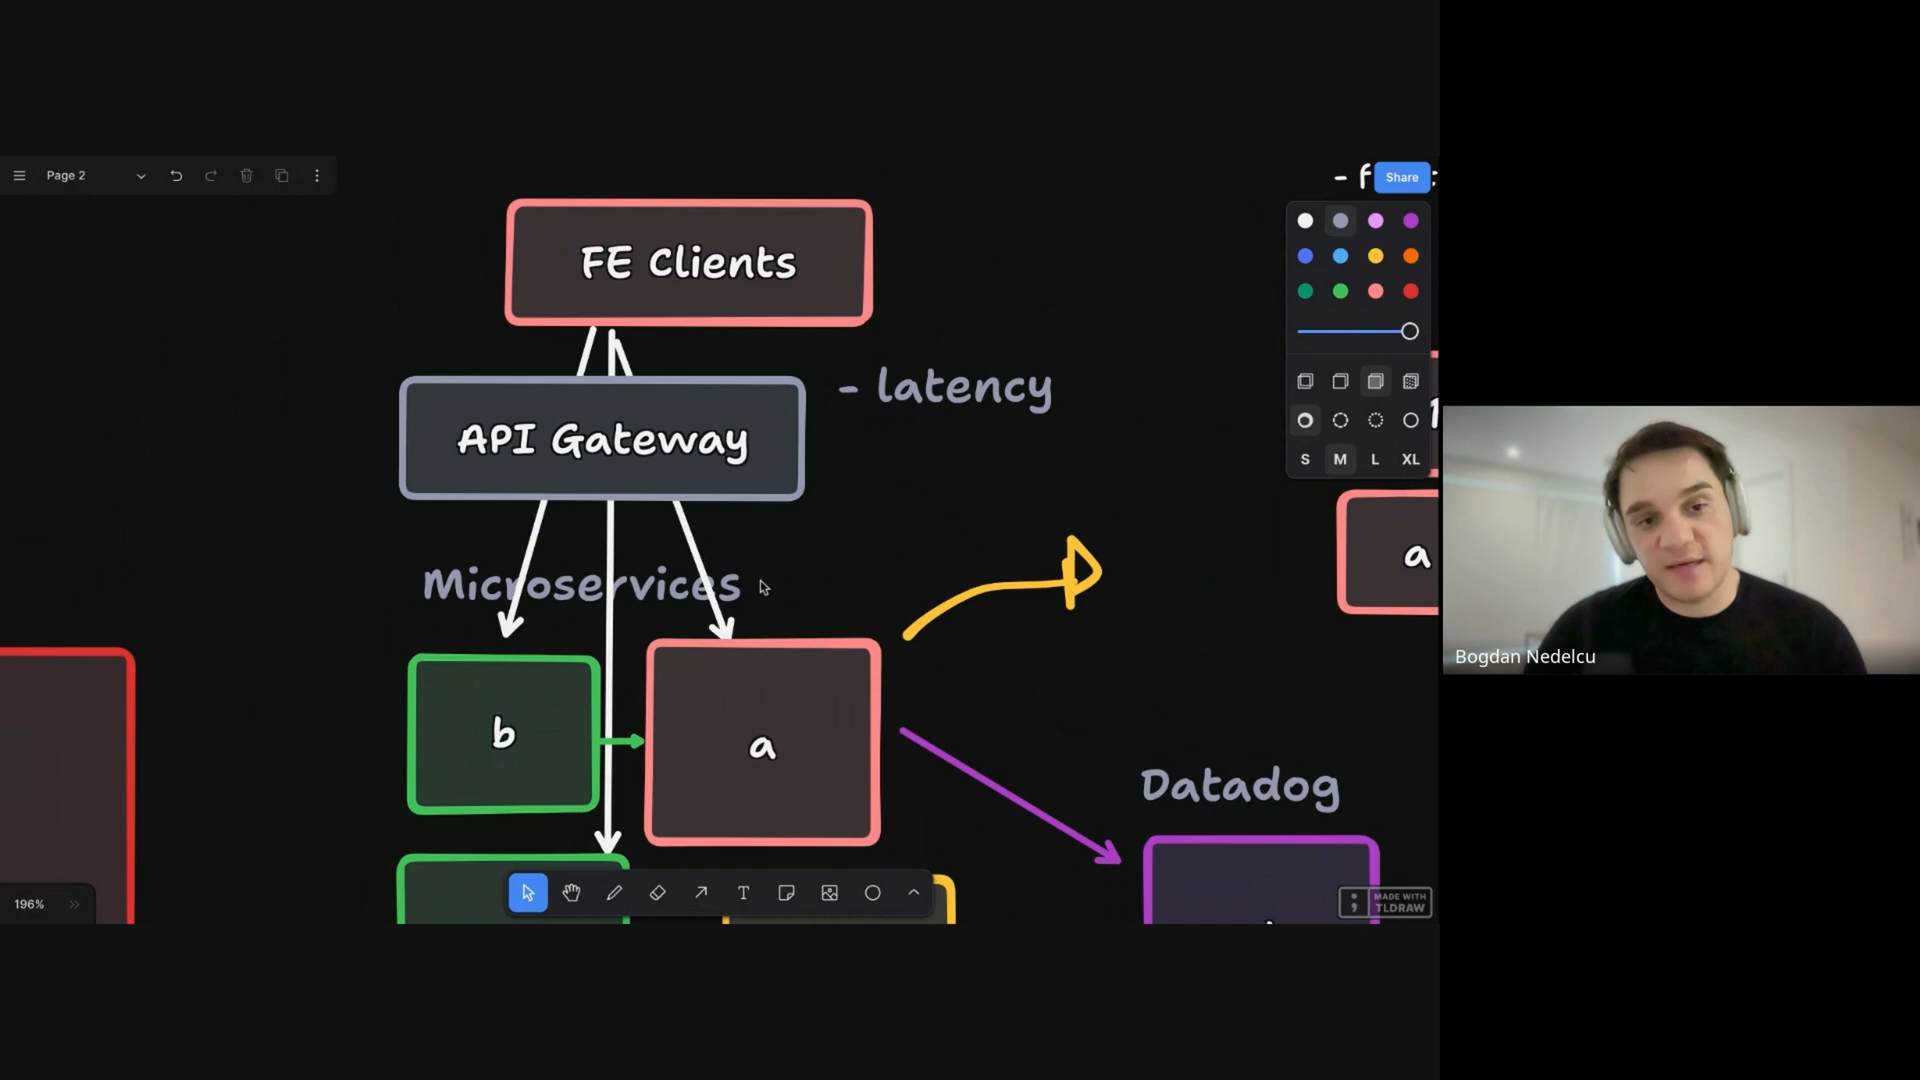 Page 2
- f
Share
FE Clients
API Gateway
- latency
S M L XL
Microservices
a
b
a
Datadog
196%
MADE WITH
TLDRAW
Bogdan Nedelcu